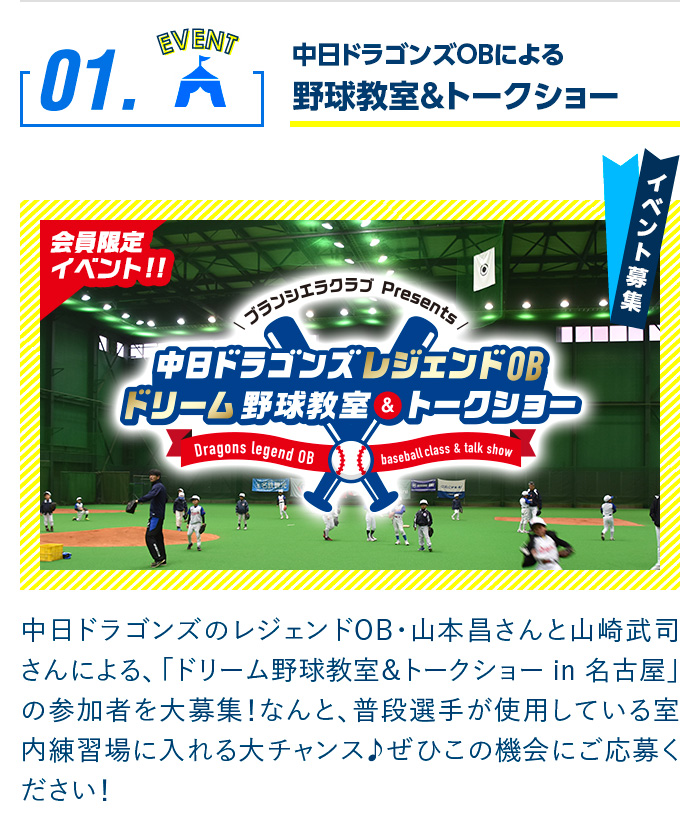 01.
EVENT
中日ドラゴンズOBによる
野球教室&トークショー
イベント募集
会員限定
イベント!!
\ ブランシエラクラブ Presents /
中日ドラゴンズレジェンドOB
ドリーム野球教室&トークショー
Dragons legend OB baseball class & talk show
中日ドラゴンズのレジェンドOB・山本昌さんと山﨑武司
さんによる、「ドリーム野球教室&トークショー in 名古屋」
の参加者を大募集!なんと、普段選手が使用している室
内練習場に入れる大チャンス♪ぜひこの機会にご応募く
ださい!